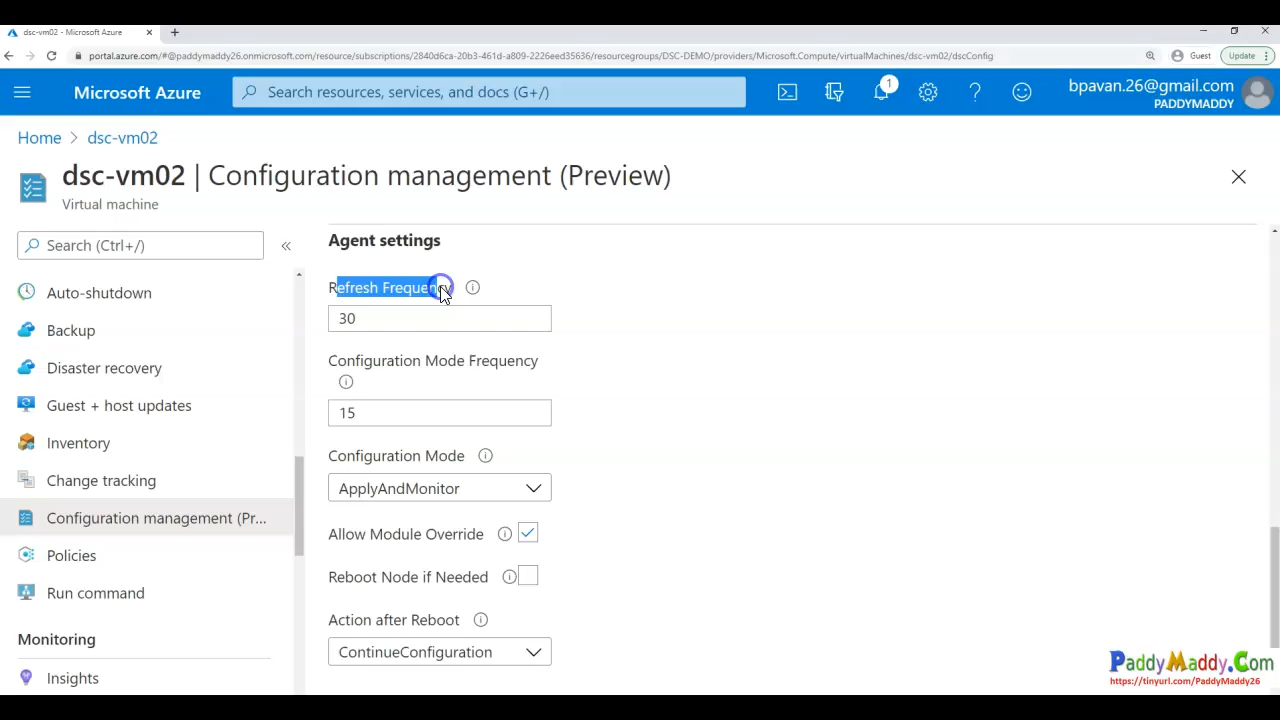 dsc-vm02 - Microsoft Azure
portal.azure.com/#@paddymaddy26.onmicrosoft.com/resource/subscriptions/2840d6ca-20b3-461d-a809-2226eed35636/resourcegroups/DSC-DEMO/providers/Microsoft.Compute/virtualMachines/dsc-vm02/dscConfig
Guest
Update
Microsoft Azure
Search resources, services, and docs (G+/)
1
bpavan.26@gmail.com
PADDYMADDY
Home > dsc-vm02
dsc-vm02 | Configuration management (Preview)
Virtual machine
Search (Ctrl+/)
Auto-shutdown
Backup
Disaster recovery
Guest + host updates
Inventory
Change tracking
Configuration management (Pr...
Policies
Run command
Monitoring
Insights
Agent settings
Refresh Frequency
30
Configuration Mode Frequency
15
Configuration Mode
ApplyAndMonitor
Allow Module Override
Reboot Node if Needed
Action after Reboot
ContinueConfiguration
PaddyMaddy.Com
https://tinyurl.com/PaddyMaddy26